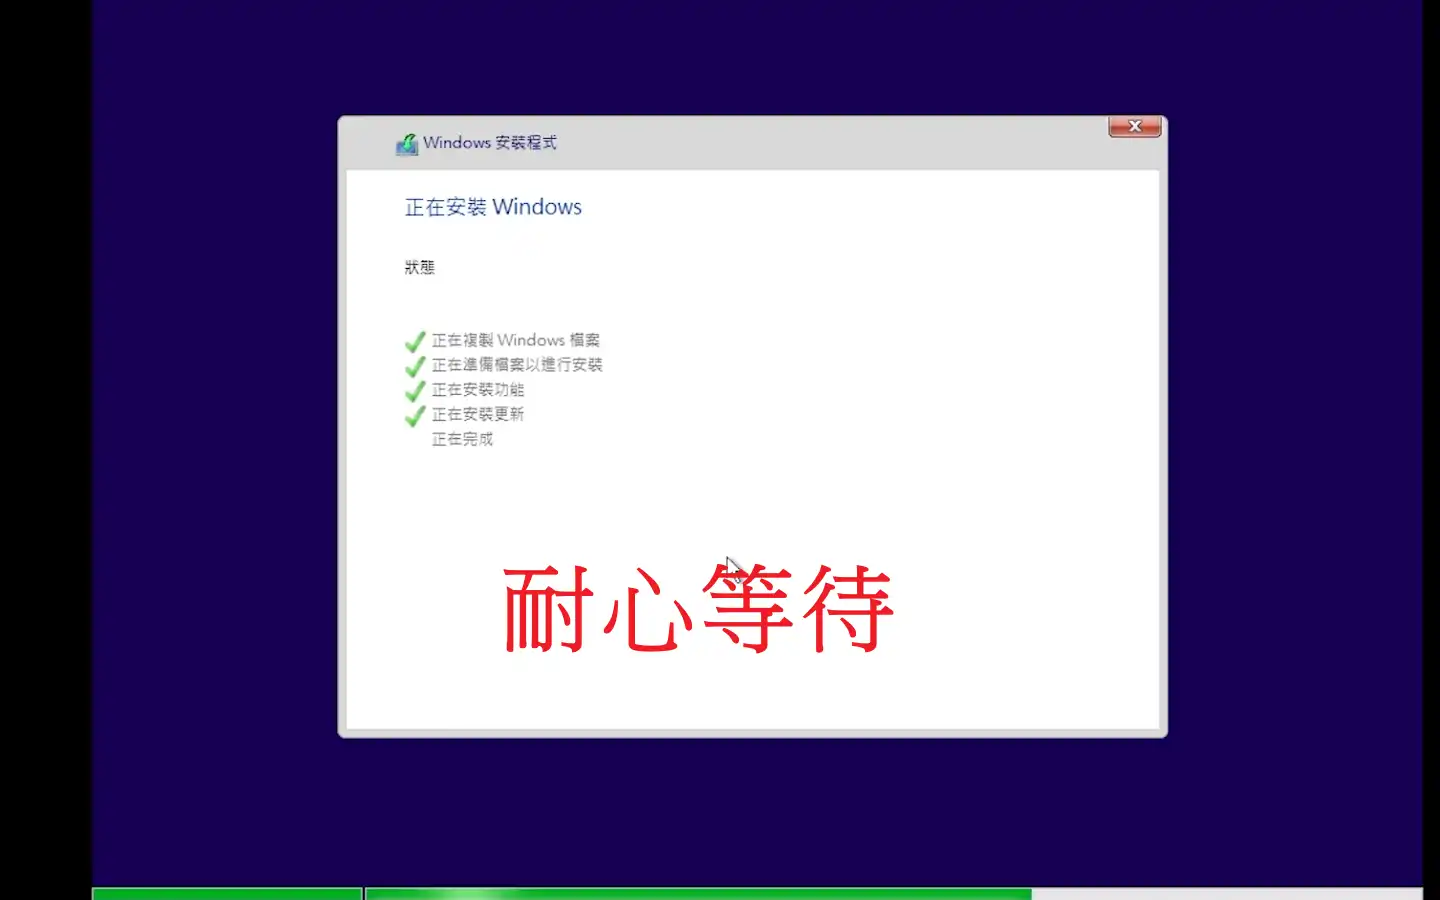 Windows 安裝程式
正在安裝 Windows
狀態
正在複製 Windows 檔案
正在準備檔案以進行安裝
正在安裝功能
正在安裝更新
正在完成
耐心等待